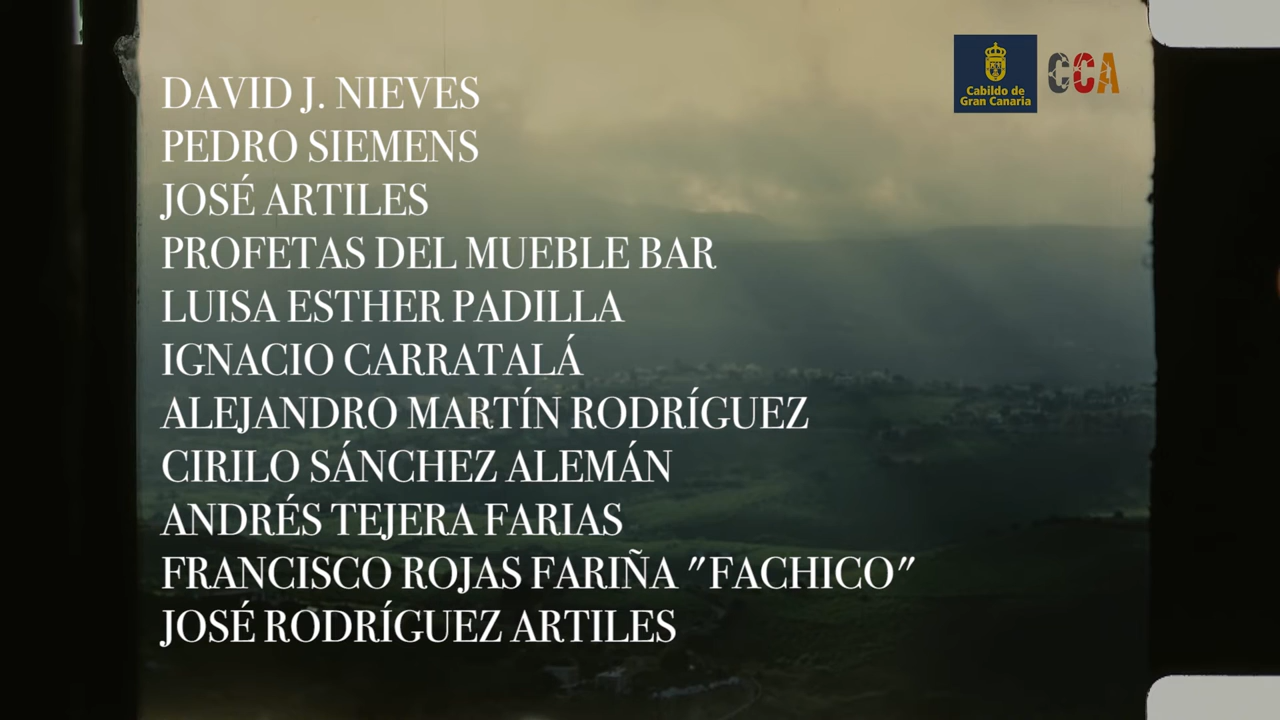 DAVID J. NIEVES
PEDRO SIEMENS
JOSÉ ARTILES
PROFETAS DEL MUEBLE BAR
LUISA ESTHER PADILLA
IGNACIO CARRATALÁ
ALEJANDRO MARTÍN RODRÍGUEZ
CIRILO SÁNCHEZ ALEMÁN
ANDRÉS TEJERA FARIAS
FRANCISCO ROJAS FARIÑA "FACHICO"
JOSÉ RODRÍGUEZ ARTILES
Cabildo de
Gran Canaria
CCA